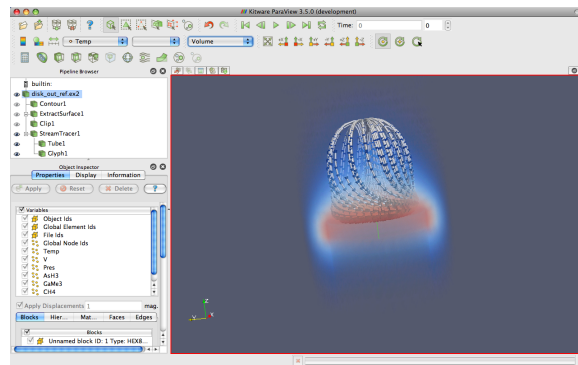 Kitware ParaView 3.5.0 (development)
Time: 0 0
Temp Volume
Pipeline Browser
builtin:
disk_out_ref.ex2
Contour1
ExtractSurface1
Clip1
StreamTracer1
Tube1
Glyph1
Object Inspector
Properties Display Information
Apply Reset Delete ?
Variables
Object Ids
Global Element Ids
File Ids
Global Node Ids
Temp
V
Pres
AsH3
GaMe3
CH4
Apply Displacements 1 mag.
Blocks Hier... Mat... Faces Edges
Blocks
Unnamed block ID: 1 Type: HEX8...
Z
Y X